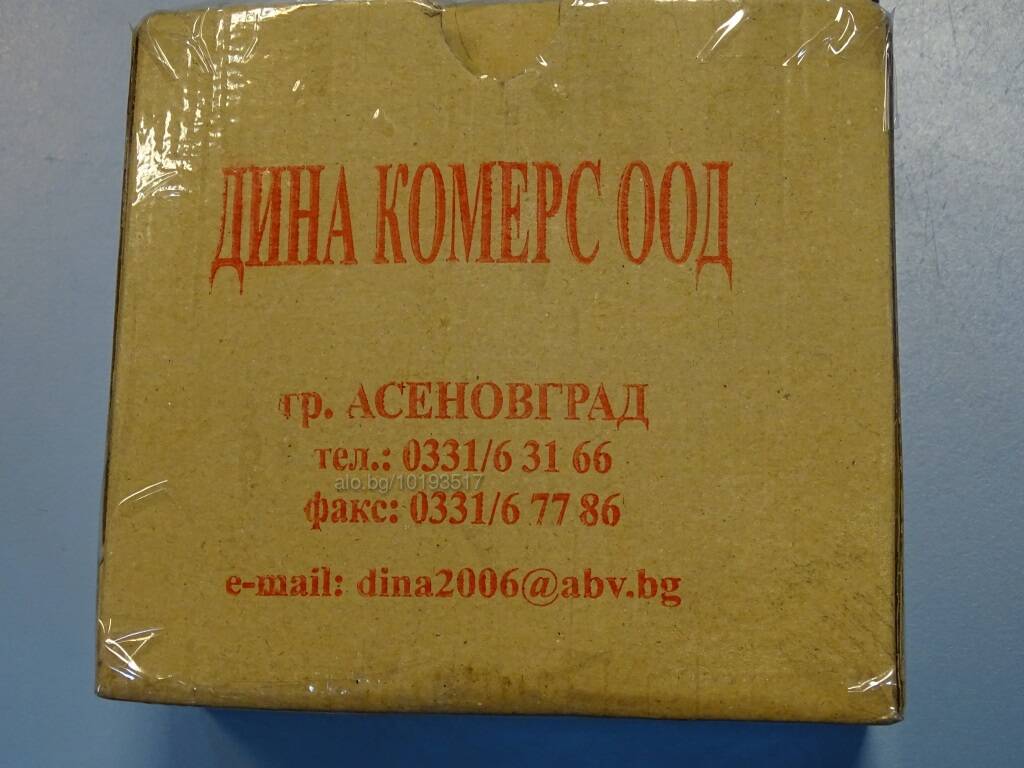 ДИНА КОМЕРС ООД
гр. АСЕНОВГРАД
тел.: 0331/6 31 66
alo.bg/10193517
факс: 0331/6 77 86
e-mail: dina2006@abv.bg